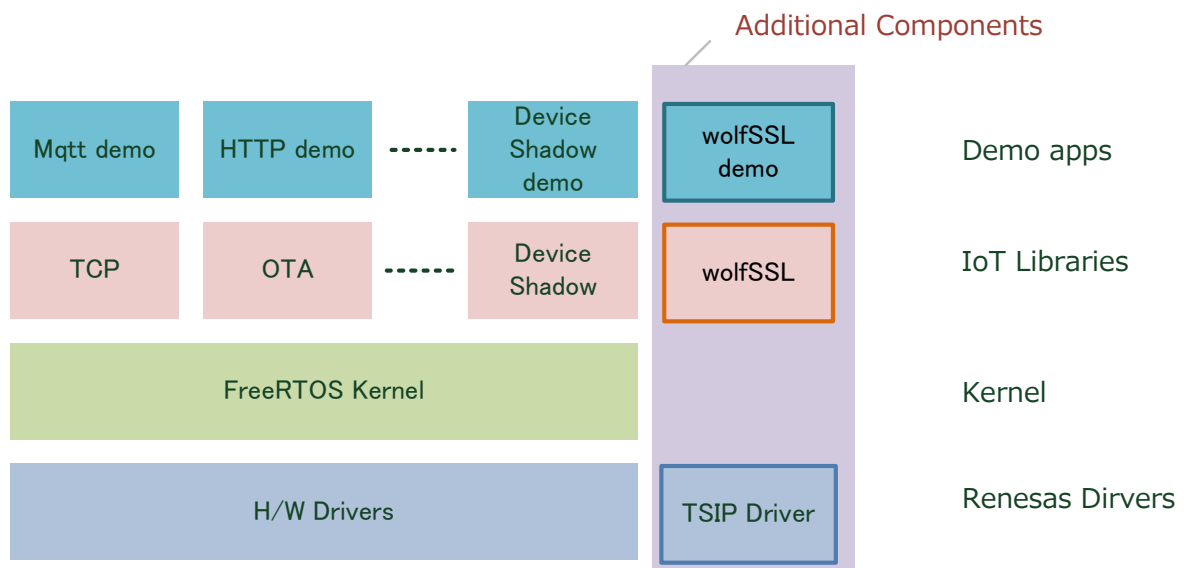 Additional Components
Mqtt demo
HTTP demo
Device
Shadow
demo
wolfSSL
demo
Demo apps
TCP
OTA
Device
Shadow
wolfSSL
IoT Libraries
FreeRTOS Kernel
Kernel
H/W Drivers
TSIP Driver
Renesas Dirvers